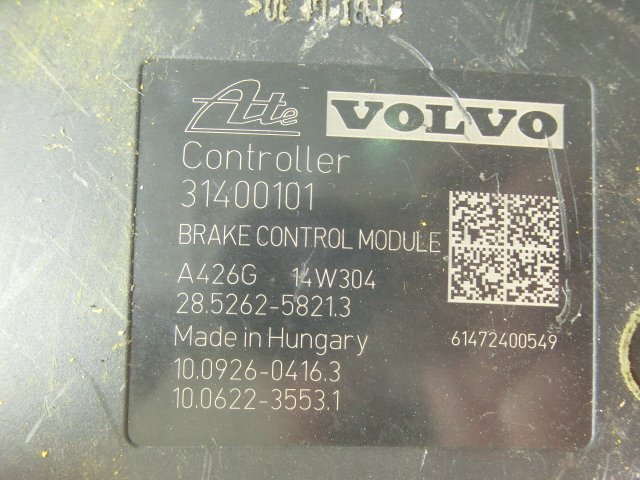 Ate VOLVO
Controller
31400101
BRAKE CONTROL MODULE
A426G 14W304
28.5262-5821.3
Made in Hungary 61472400549
10.0926-0416.3
10.0622-3553.1